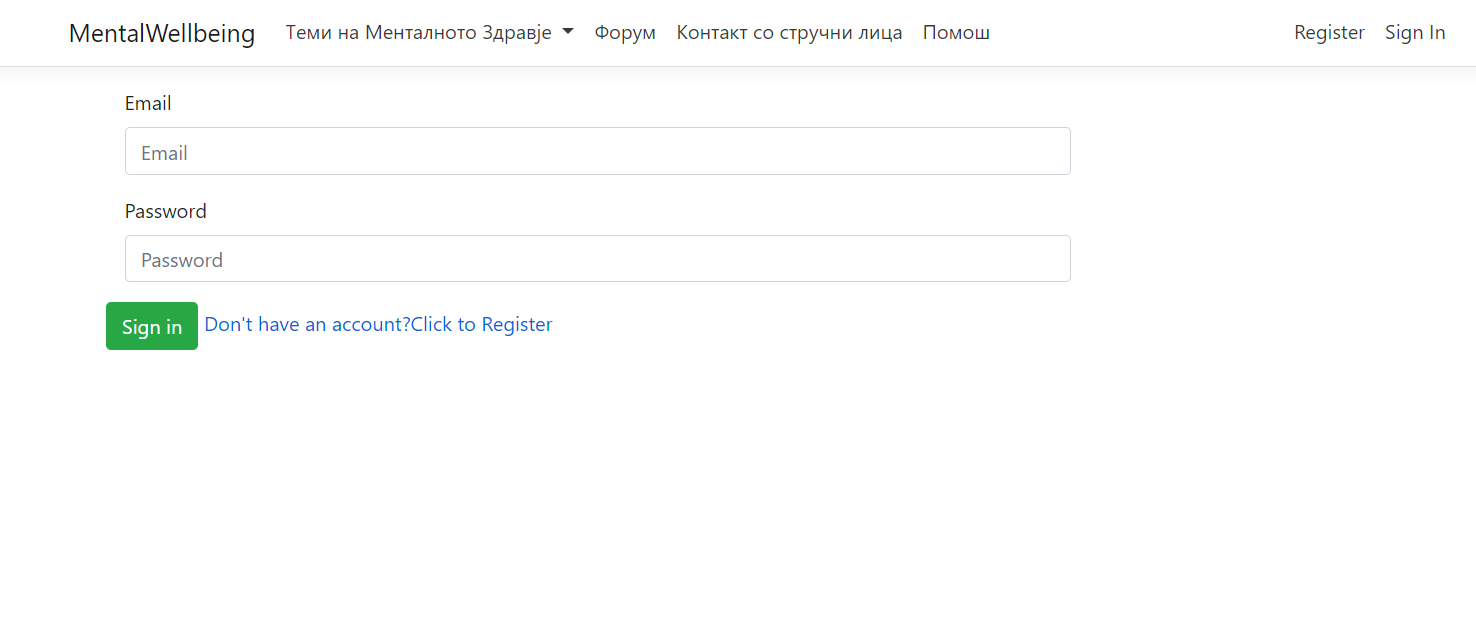 MentalWellbeing Теми на Менталното Здравје Форум Контакт со стручни лица Помош Register Sign In
Email
Email
Password
Password
Sign in Don't have an account?Click to Register